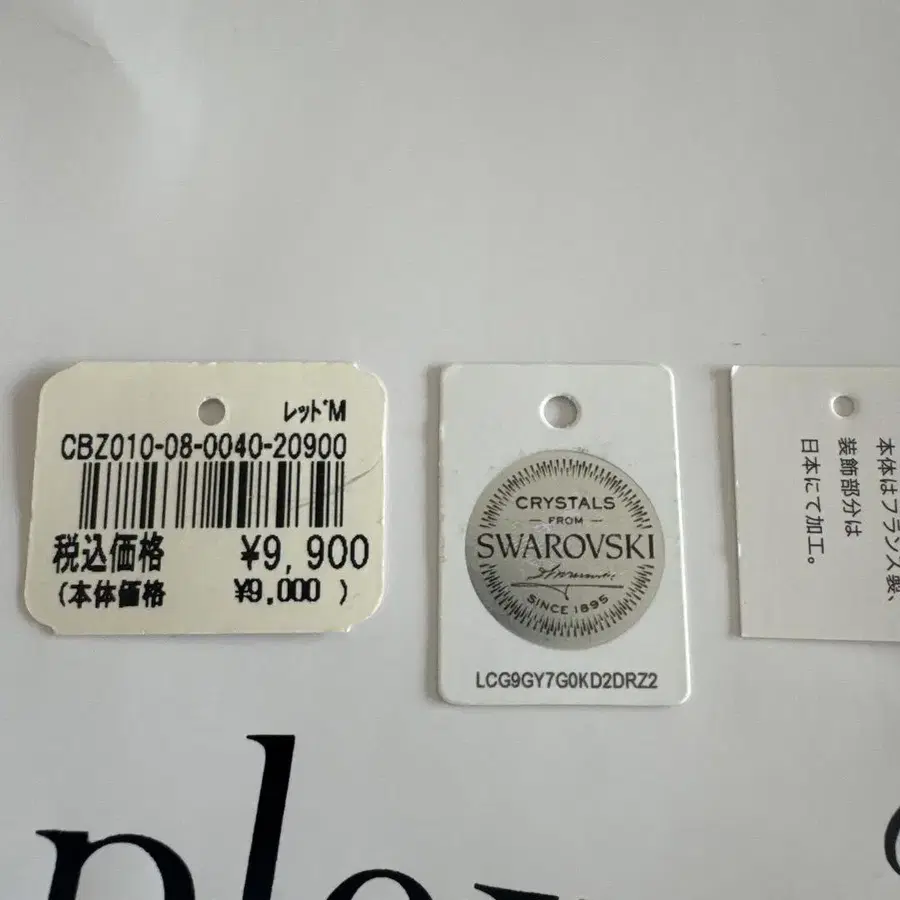 レッドM
CBZ010-08-0040-20900
税込価格 ¥9,900
(本体価格 ¥9,000 )
CRYSTALS
FROM
SWAROVSKI
SINCE 1895
LCG9GY7G0KD2DRZ2
本体はフランス製、
装飾部分は
日本にて加工。